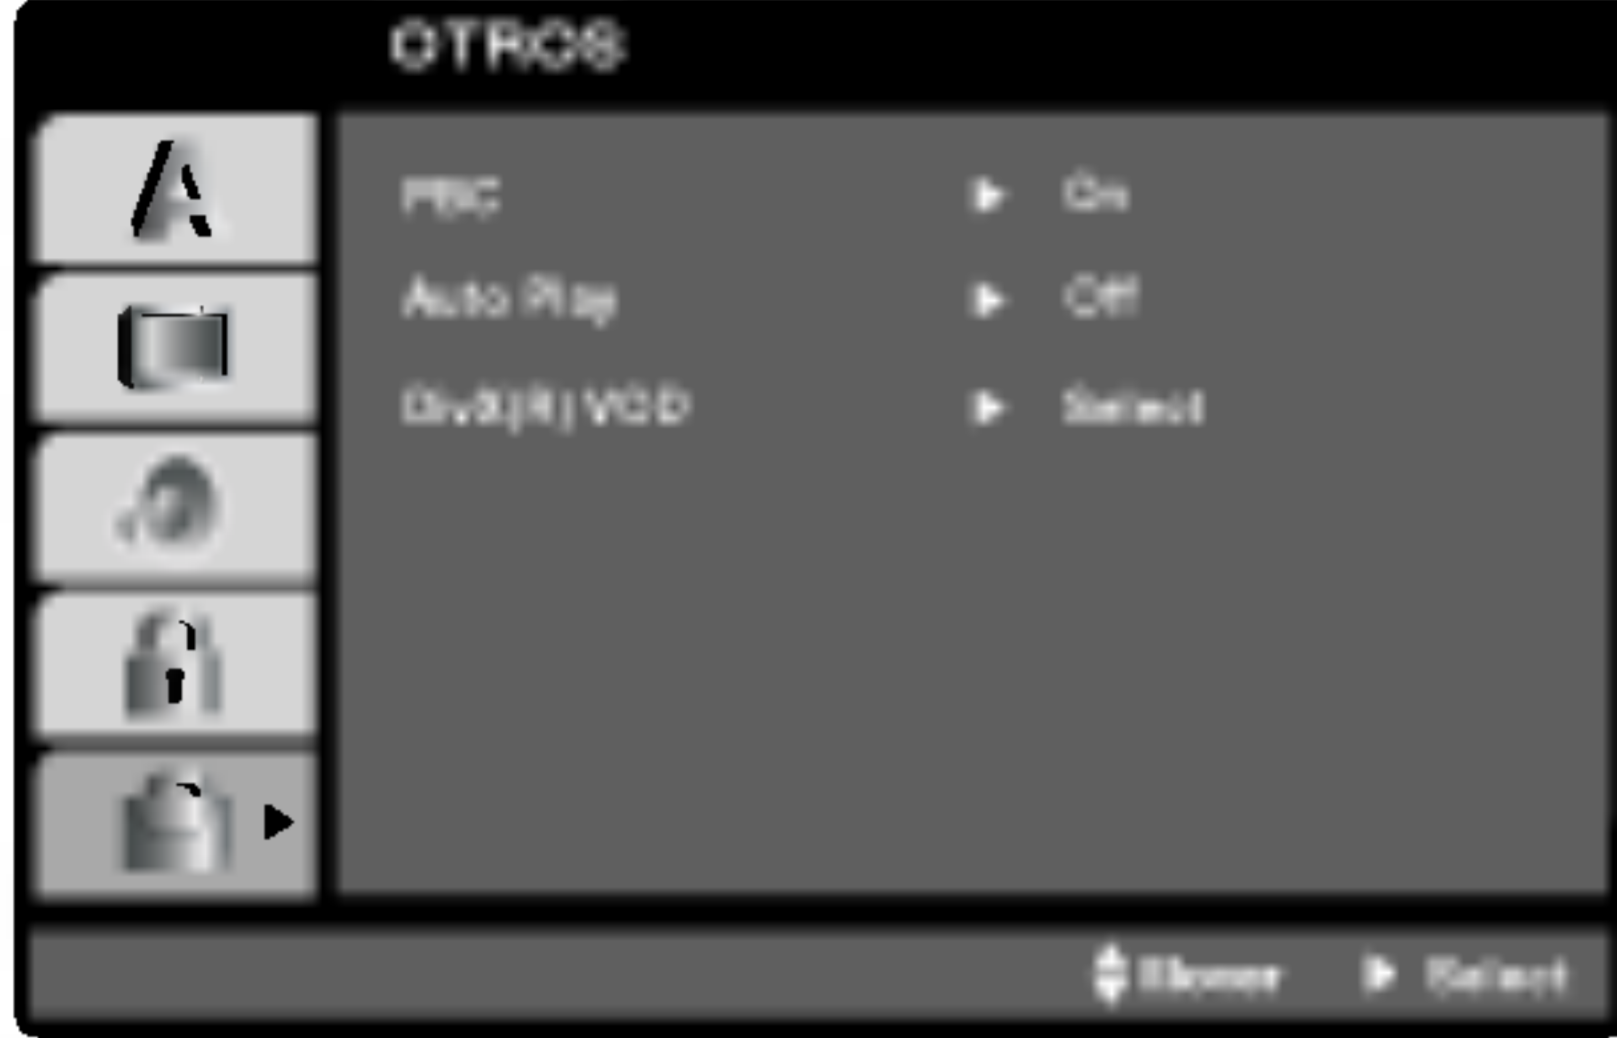 OTROS
PBC ► On
Auto Play ► Off
DivX(R) VOD ► Select
► Select